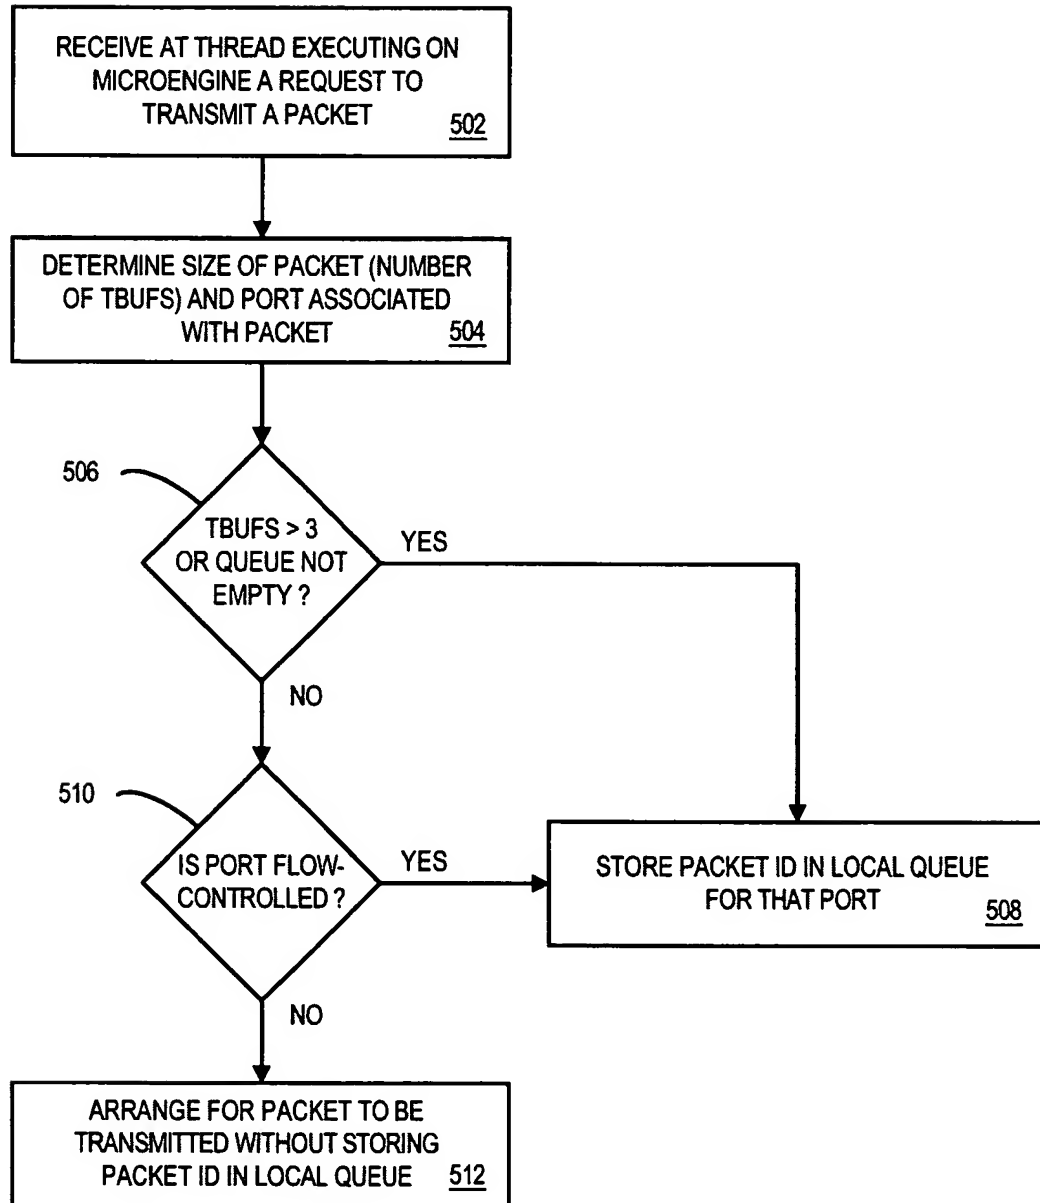 RECEIVE AT THREAD EXECUTING ON
MICROENGINE A REQUEST TO
TRANSMIT A PACKET
502
DETERMINE SIZE OF PACKET (NUMBER
OF TBUFS) AND PORT ASSOCIATED
WITH PACKET
504
506
TBUFS > 3
OR QUEUE NOT
EMPTY ?
YES
NO
510
IS PORT FLOW-
CONTROLLED ?
YES
STORE PACKET ID IN LOCAL QUEUE
FOR THAT PORT
508
NO
ARRANGE FOR PACKET TO BE
TRANSMITTED WITHOUT STORING
PACKET ID IN LOCAL QUEUE
512